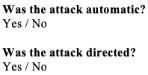 Was the attack automatic?
Yes / No
Was the attack directed?
Yes / No